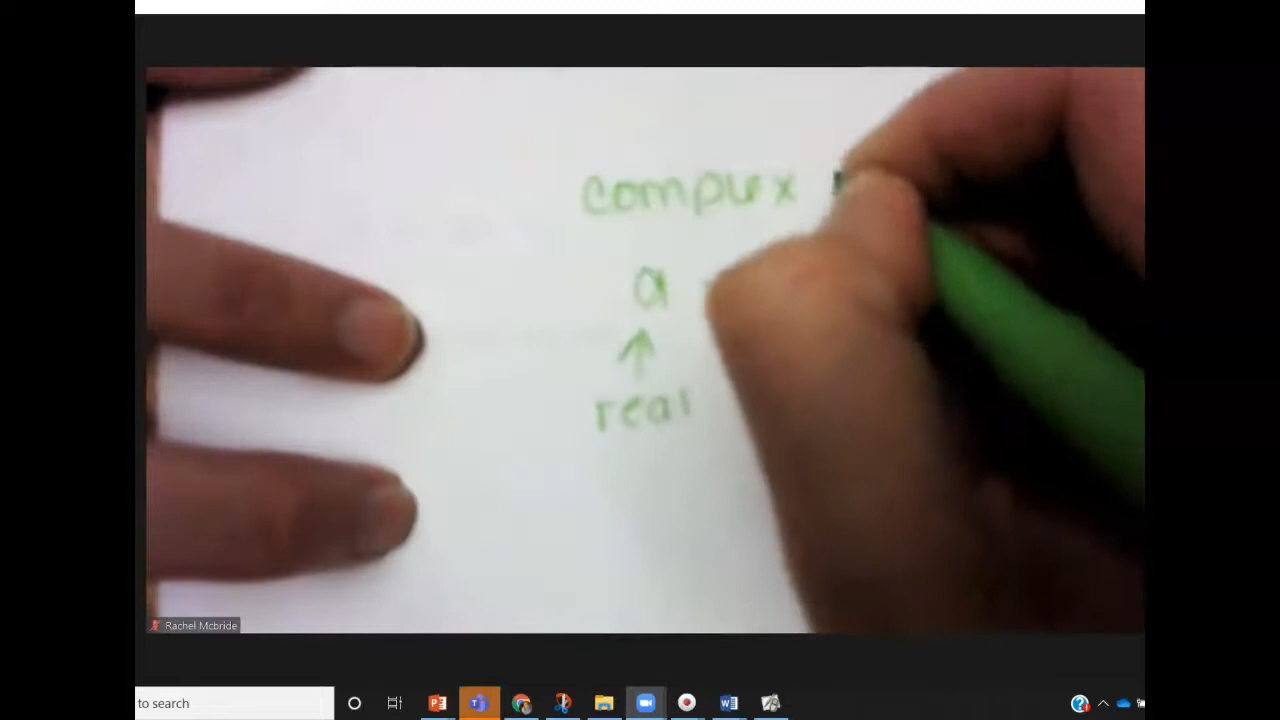 complex
a
real
Rachel Mcbride
to search